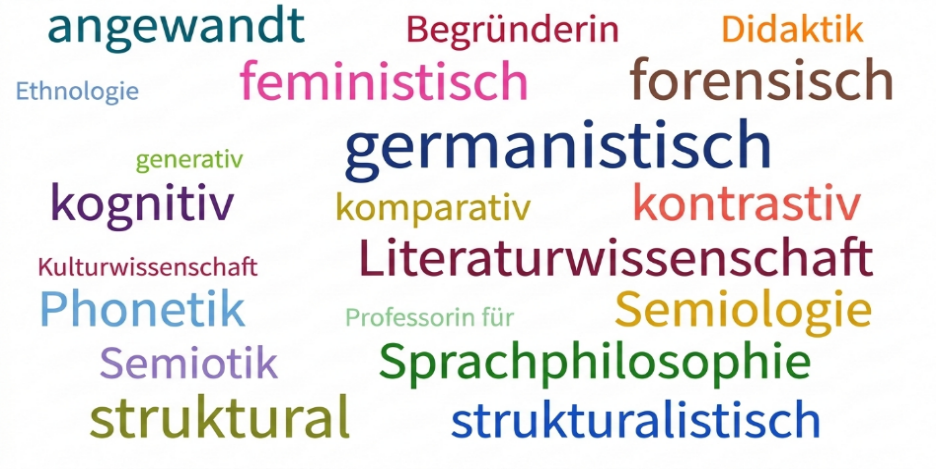 angewandt Begründerin Didaktik
Ethnologie feministisch forensisch
germanistisch
generativ
kognitiv komparativ kontrastiv
Kulturwissenschaft Literaturwissenschaft
Phonetik Professorin für Semiologie
Semiotik Sprachphilosophie
struktural strukturalistisch